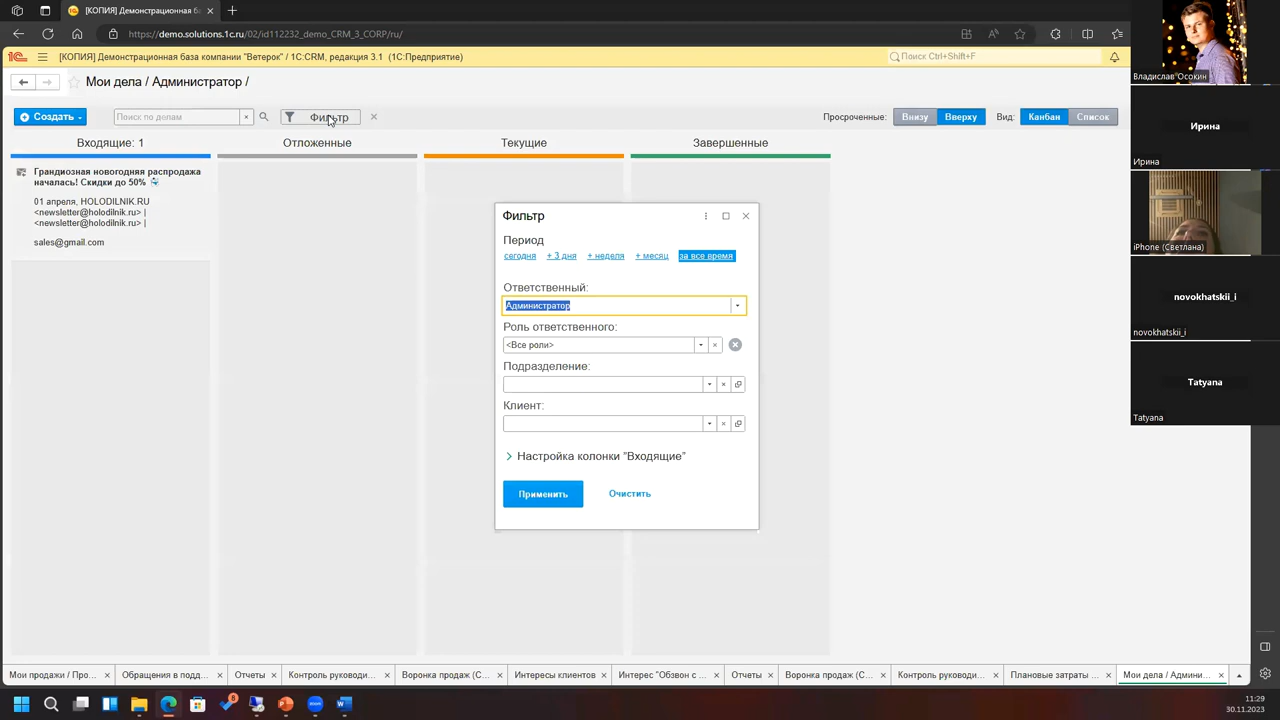 [КОПИЯ] Демонстрационная ба
https://demo.solutions.1c.ru/02/id112232_demo_CRM_3_CORP/ru/
[КОПИЯ] Демонстрационная база компании "Ветерок" / 1С:CRM, редакция 3.1 (1С:Предприятие)
Поиск Ctrl+Shift+F
Мои дела / Администратор /
Создать
Поиск по делам
Фильтр
Просроченные:
Внизу
Вверху
Вид:
Канбан
Список
Входящие: 1
Отложенные
Текущие
Завершенные
Грандиозная новогодняя распродажа
началась! Скидки до 50%
01 апреля, HOLODILNIK.RU
<newsletter@holodilnik.ru> |
<newsletter@holodilnik.ru> |
sales@gmail.com
Фильтр
Период
сегодня
+ 3 дня
+ неделя
+ месяц
за все время
Ответственный:
Администратор
Роль ответственного:
<Все роли>
Подразделение:
Клиент:
Настройка колонки "Входящие"
Применить
Очистить
Владислав Осокин
Ирина
Ирина
iPhone (Светлана)
novokhatskii_i
novokhatskii_i
Tatyana
Tatyana
Мои продажи / Про...
Обращения в подд...
Отчеты
Контроль руководи...
Воронка продаж (С...
Интересы клиентов
Интерес "Обзвон с ...
Отчеты
Воронка продаж (С...
Контроль руководи...
Плановые затраты ...
Мои дела / Админи...
8
11:29
30.11.2023